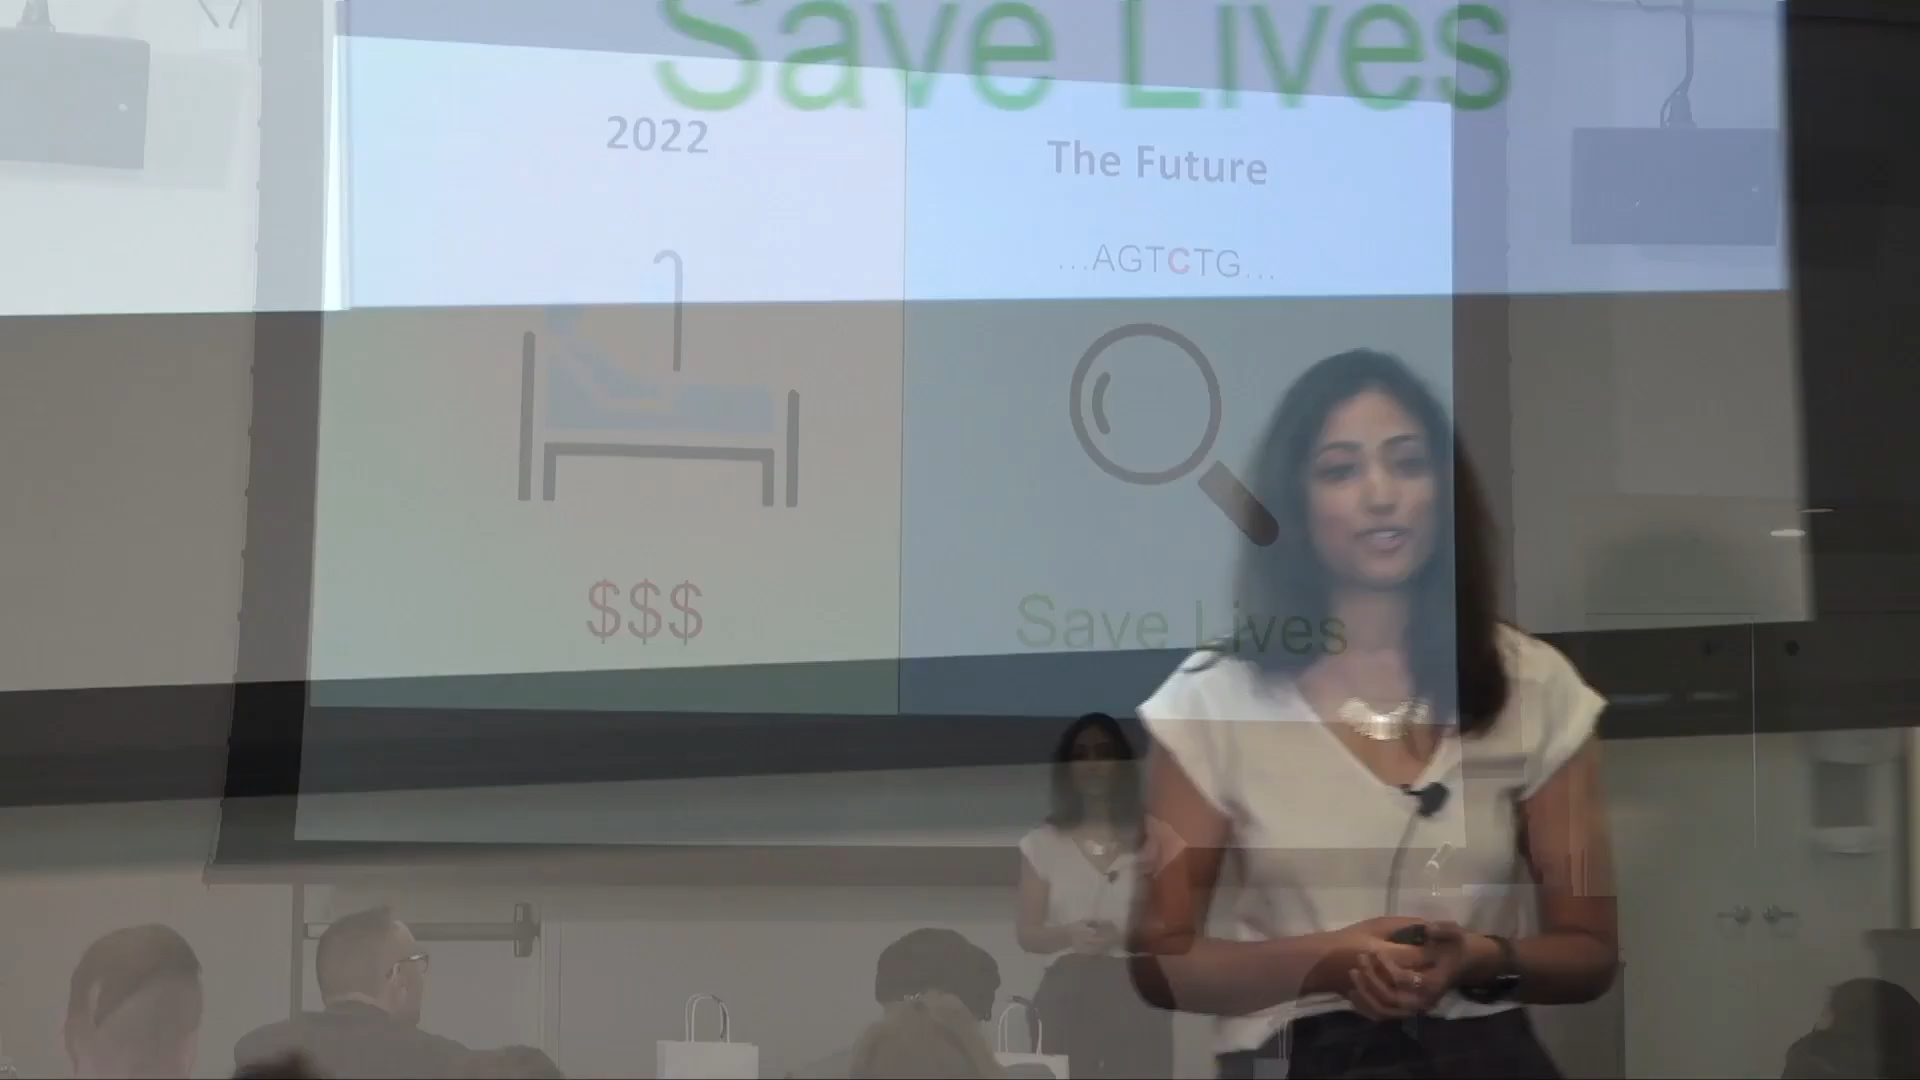 Save Lives
2022
The Future
...AGTCTG...
$$$
Save Lives